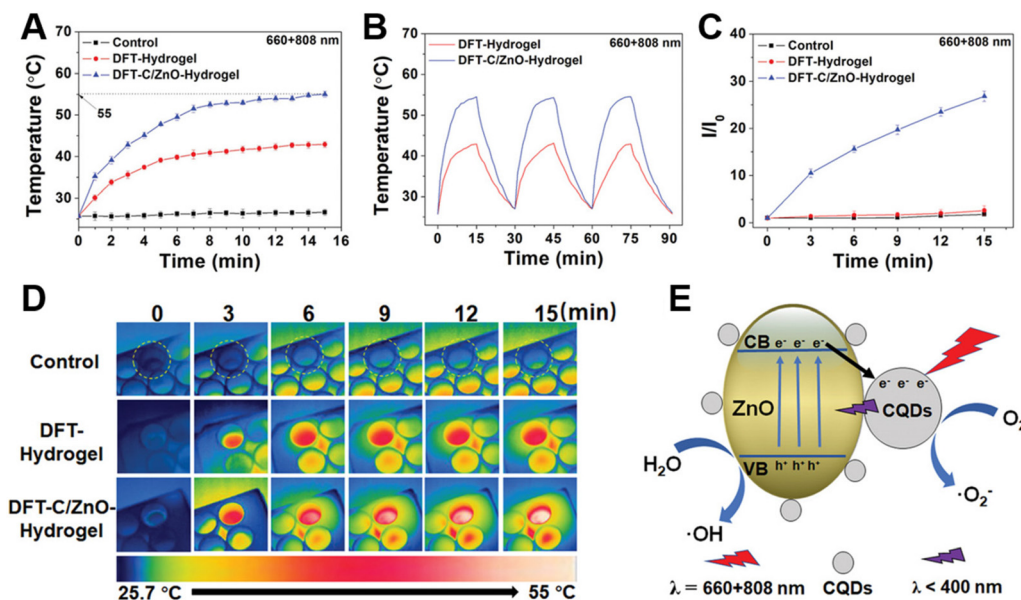 A
660+808 nm
Control
DFT-Hydrogel
DFT-C/ZnO-Hydrogel
Temperature (°C)
70
60
50
40
30
55
0 2 4 6 8 10 12 14 16
Time (min)
B
660+808 nm
DFT-Hydrogel
DFT-C/ZnO-Hydrogel
Temperature (°C)
70
60
50
40
30
0 15 30 45 60 75 90
Time (min)
C
660+808 nm
Control
DFT-Hydrogel
DFT-C/ZnO-Hydrogel
I/I0
40
30
20
10
0
0 3 6 9 12 15
Time (min)
D
0 3 6 9 12 15(min)
Control
DFT-
Hydrogel
DFT-C/ZnO-
Hydrogel
25.7 °C 55 °C
E
CB e- e- e-
e- e- e-
ZnO
CQDs
O2
VB h+ h+ h+
H2O
·O2-
·OH
λ = 660+808 nm
CQDs
λ < 400 nm